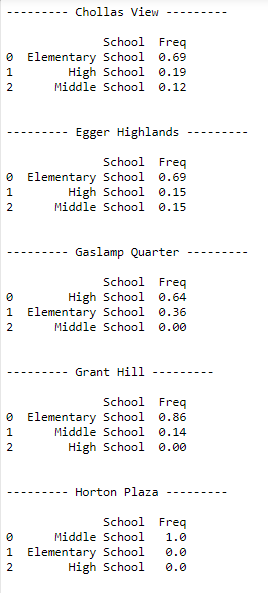 --------- Chollas View ---------
School Freq
0 Elementary School 0.69
1 High School 0.19
2 Middle School 0.12
--------- Egger Highlands ---------
School Freq
0 Elementary School 0.69
1 High School 0.15
2 Middle School 0.15
--------- Gaslamp Quarter ---------
School Freq
0 High School 0.64
1 Elementary School 0.36
2 Middle School 0.00
--------- Grant Hill ---------
School Freq
0 Elementary School 0.86
1 Middle School 0.14
2 High School 0.00
--------- Horton Plaza ---------
School Freq
0 Middle School 1.0
1 Elementary School 0.0
2 High School 0.0